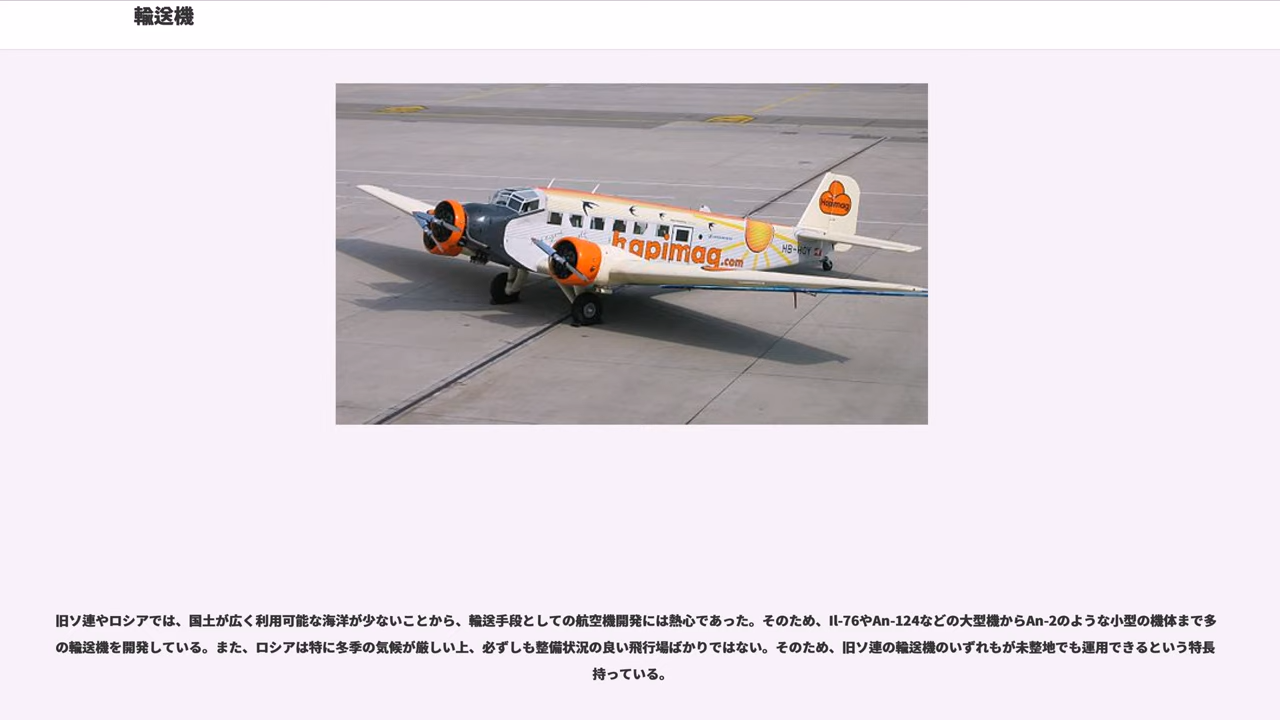 輸送機
Hapimag
hapimag.com
HB-HOY
旧ソ連やロシアでは、国土が広く利用可能な海洋が少ないことから、輸送手段としての航空機開発には熱心であった。そのため、Il-76やAn-124などの大型機からAn-2のような小型の機体まで多
の輸送機を開発している。また、ロシアは特に冬季の気候が厳しい上、必ずしも整備状況の良い飛行場ばかりではない。そのため、旧ソ連の輸送機のいずれもが未整地でも運用できるという特長
持っている。